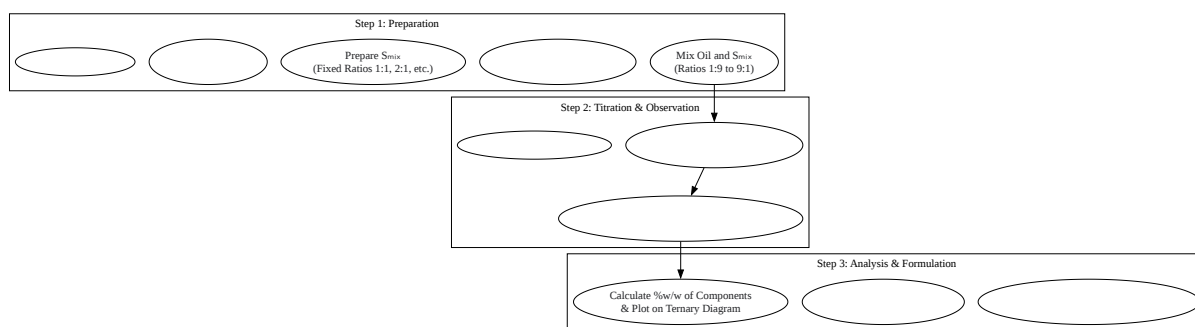 Step 1: Preparation
Prepare Sₘᵢₓ
(Fixed Ratios 1:1, 2:1, etc.)
Mix Oil and Sₘᵢₓ
(Ratios 1:9 to 9:1)
Step 2: Titration & Observation
Step 3: Analysis & Formulation
Calculate %w/w of Components
& Plot on Ternary Diagram